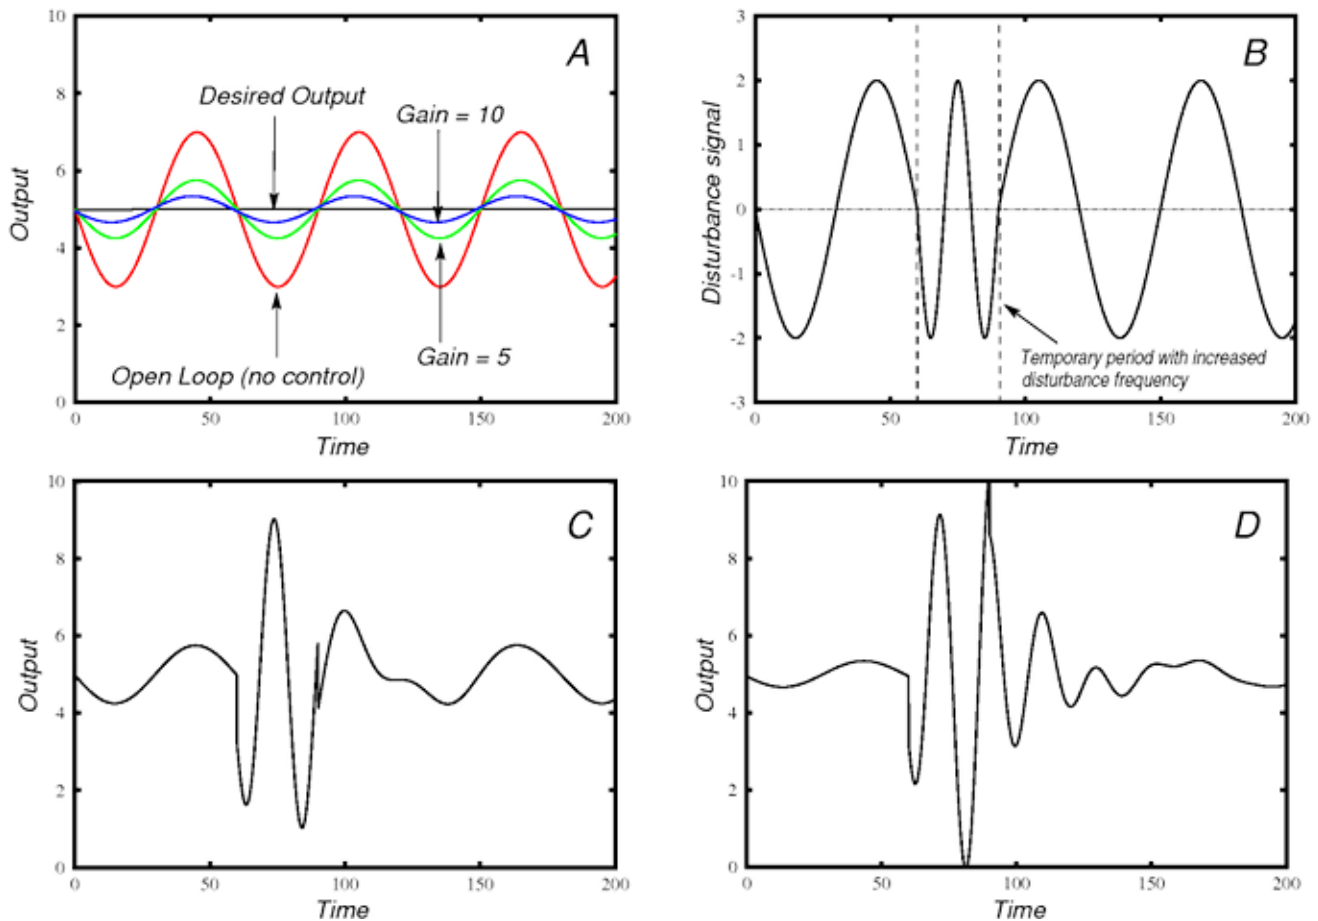 A
10
8
6
4
2
0
Output
Desired Output
Gain = 10
Open Loop (no control)
Gain = 5
0
50
100
150
200
Time
B
3
2
1
0
-1
-2
-3
Disturbance signal
Temporary period with increased
disturbance frequency
0
50
100
150
200
Time
C
10
8
6
4
2
0
Output
0
50
100
150
200
Time
D
10
8
6
4
2
0
Output
0
50
100
150
200
Time